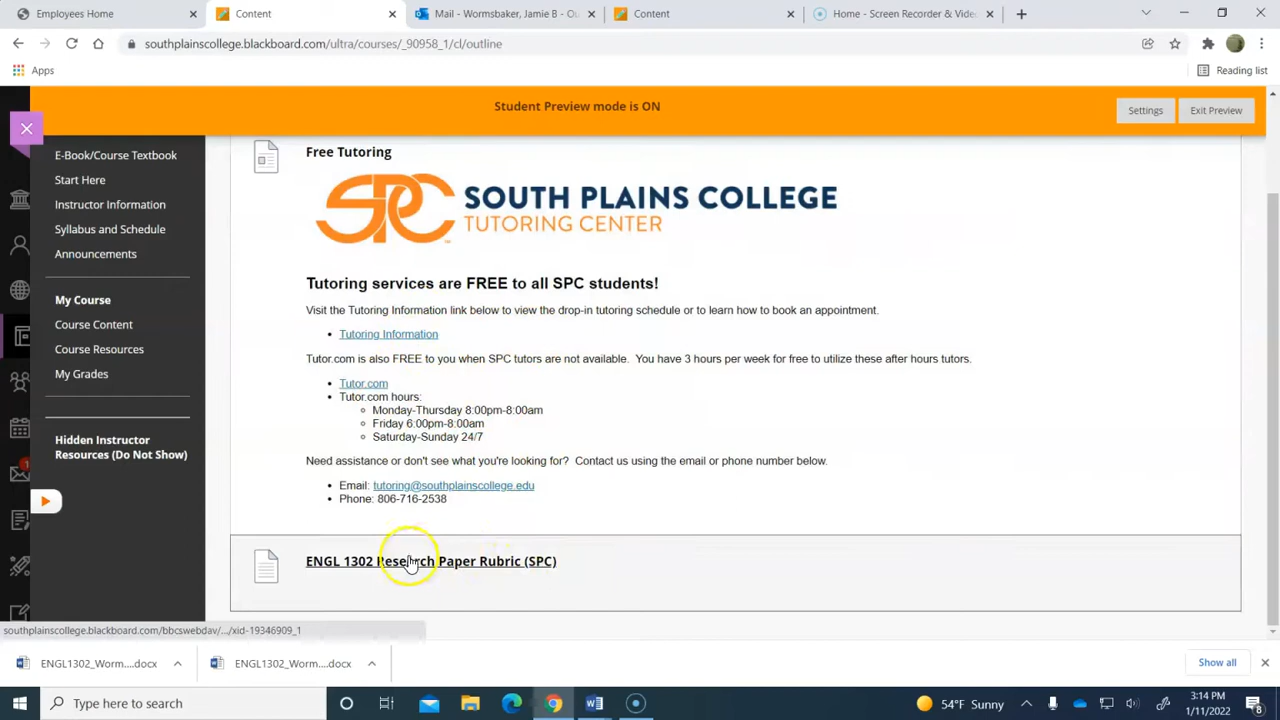 Employees Home
Content
Mail - Wormsbaker, Jamie B - Ou
Content
Home - Screen Recorder & Vide
southplainscollege.blackboard.com/ultra/courses/_90958_1/cl/outline
Apps
Reading list
Student Preview mode is ON
Settings
Exit Preview
E-Book/Course Textbook
Start Here
Instructor Information
Syllabus and Schedule
Announcements
My Course
Course Content
Course Resources
My Grades
Hidden Instructor
Resources (Do Not Show)
1
Free Tutoring
SPC SOUTH PLAINS COLLEGE
TUTORING CENTER
Tutoring services are FREE to all SPC students!
Visit the Tutoring Information link below to view the drop-in tutoring schedule or to learn how to book an appointment.
• Tutoring Information
Tutor.com is also FREE to you when SPC tutors are not available. You have 3 hours per week for free to utilize these after hours tutors.
• Tutor.com
• Tutor.com hours:
○ Monday-Thursday 8:00pm-8:00am
○ Friday 6:00pm-8:00am
○ Saturday-Sunday 24/7
Need assistance or don't see what you're looking for? Contact us using the email or phone number below.
• Email: tutoring@southplainscollege.edu
• Phone: 806-716-2538
ENGL 1302 Research Paper Rubric (SPC)
southplainscollege.blackboard.com/bbcswebdav/.../xid-19346909_1
ENGL1302_Worm....docx
ENGL1302_Worm....docx
Show all
Type here to search
54°F Sunny
3:14 PM
1/11/2022
8